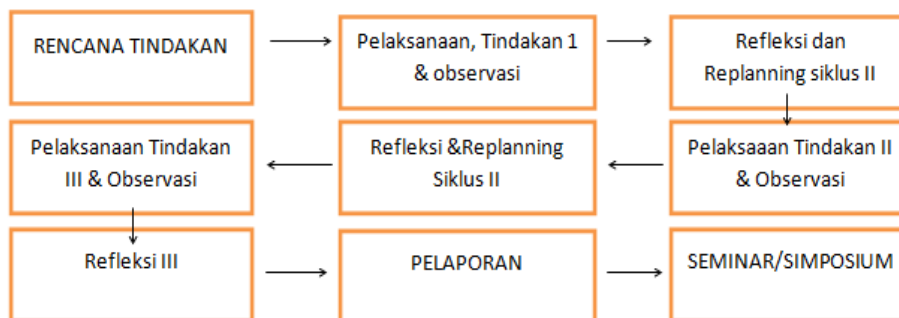 RENCANA TINDAKAN
Pelaksanaan, Tindakan 1
& observasi
Refleksi dan
Replanning siklus II
Pelaksaaan Tindakan II
& Observasi
Refleksi &Replanning
Siklus II
Pelaksanaan Tindakan
III & Observasi
Refleksi III
PELAPORAN
SEMINAR/SIMPOSIUM